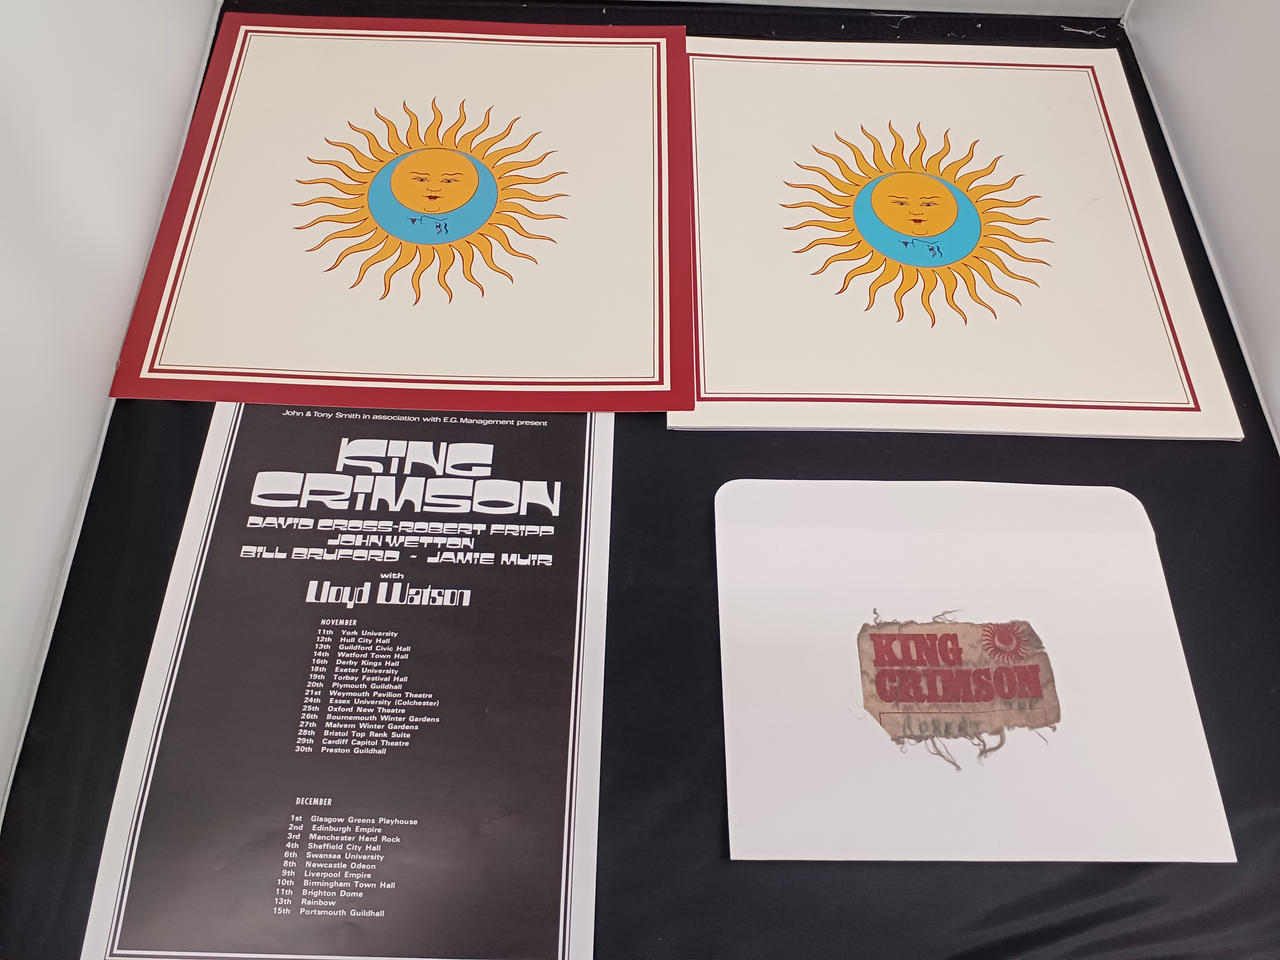 John & Tony Smith in association with E.G. Management present
KING
CRIMSON
DAVID CROSS-ROBERT FRIPP
JOHN WETTON
BILL BRUFORD - JAMIE MUIR
with
Lloyd Watson
NOVEMBER
11th York University
12th Hull City Hall
13th Guildford Civic Hall
14th Watford Town Hall
16th Derby Kings Hall
18th Exeter University
19th Torbay Festival Hall
20th Plymouth Guildhall
21st Weymouth Pavilion Theatre
24th Essex University (Colchester)
25th Oxford New Theatre
26th Bournemouth Winter Gardens
27th Malvern Winter Gardens
28th Bristol Top Rank Suite
29th Cardiff Capitol Theatre
30th Preston Guildhall
DECEMBER
1st Glasgow Greens Playhouse
2nd Edinburgh Empire
3rd Manchester Hard Rock
4th Sheffield City Hall
6th Swansea University
8th Newcastle Odeon
9th Liverpool Empire
10th Birmingham Town Hall
11th Brighton Dome
13th Rainbow
15th Portsmouth Guildhall
KING
CRIMSON
ROBERT